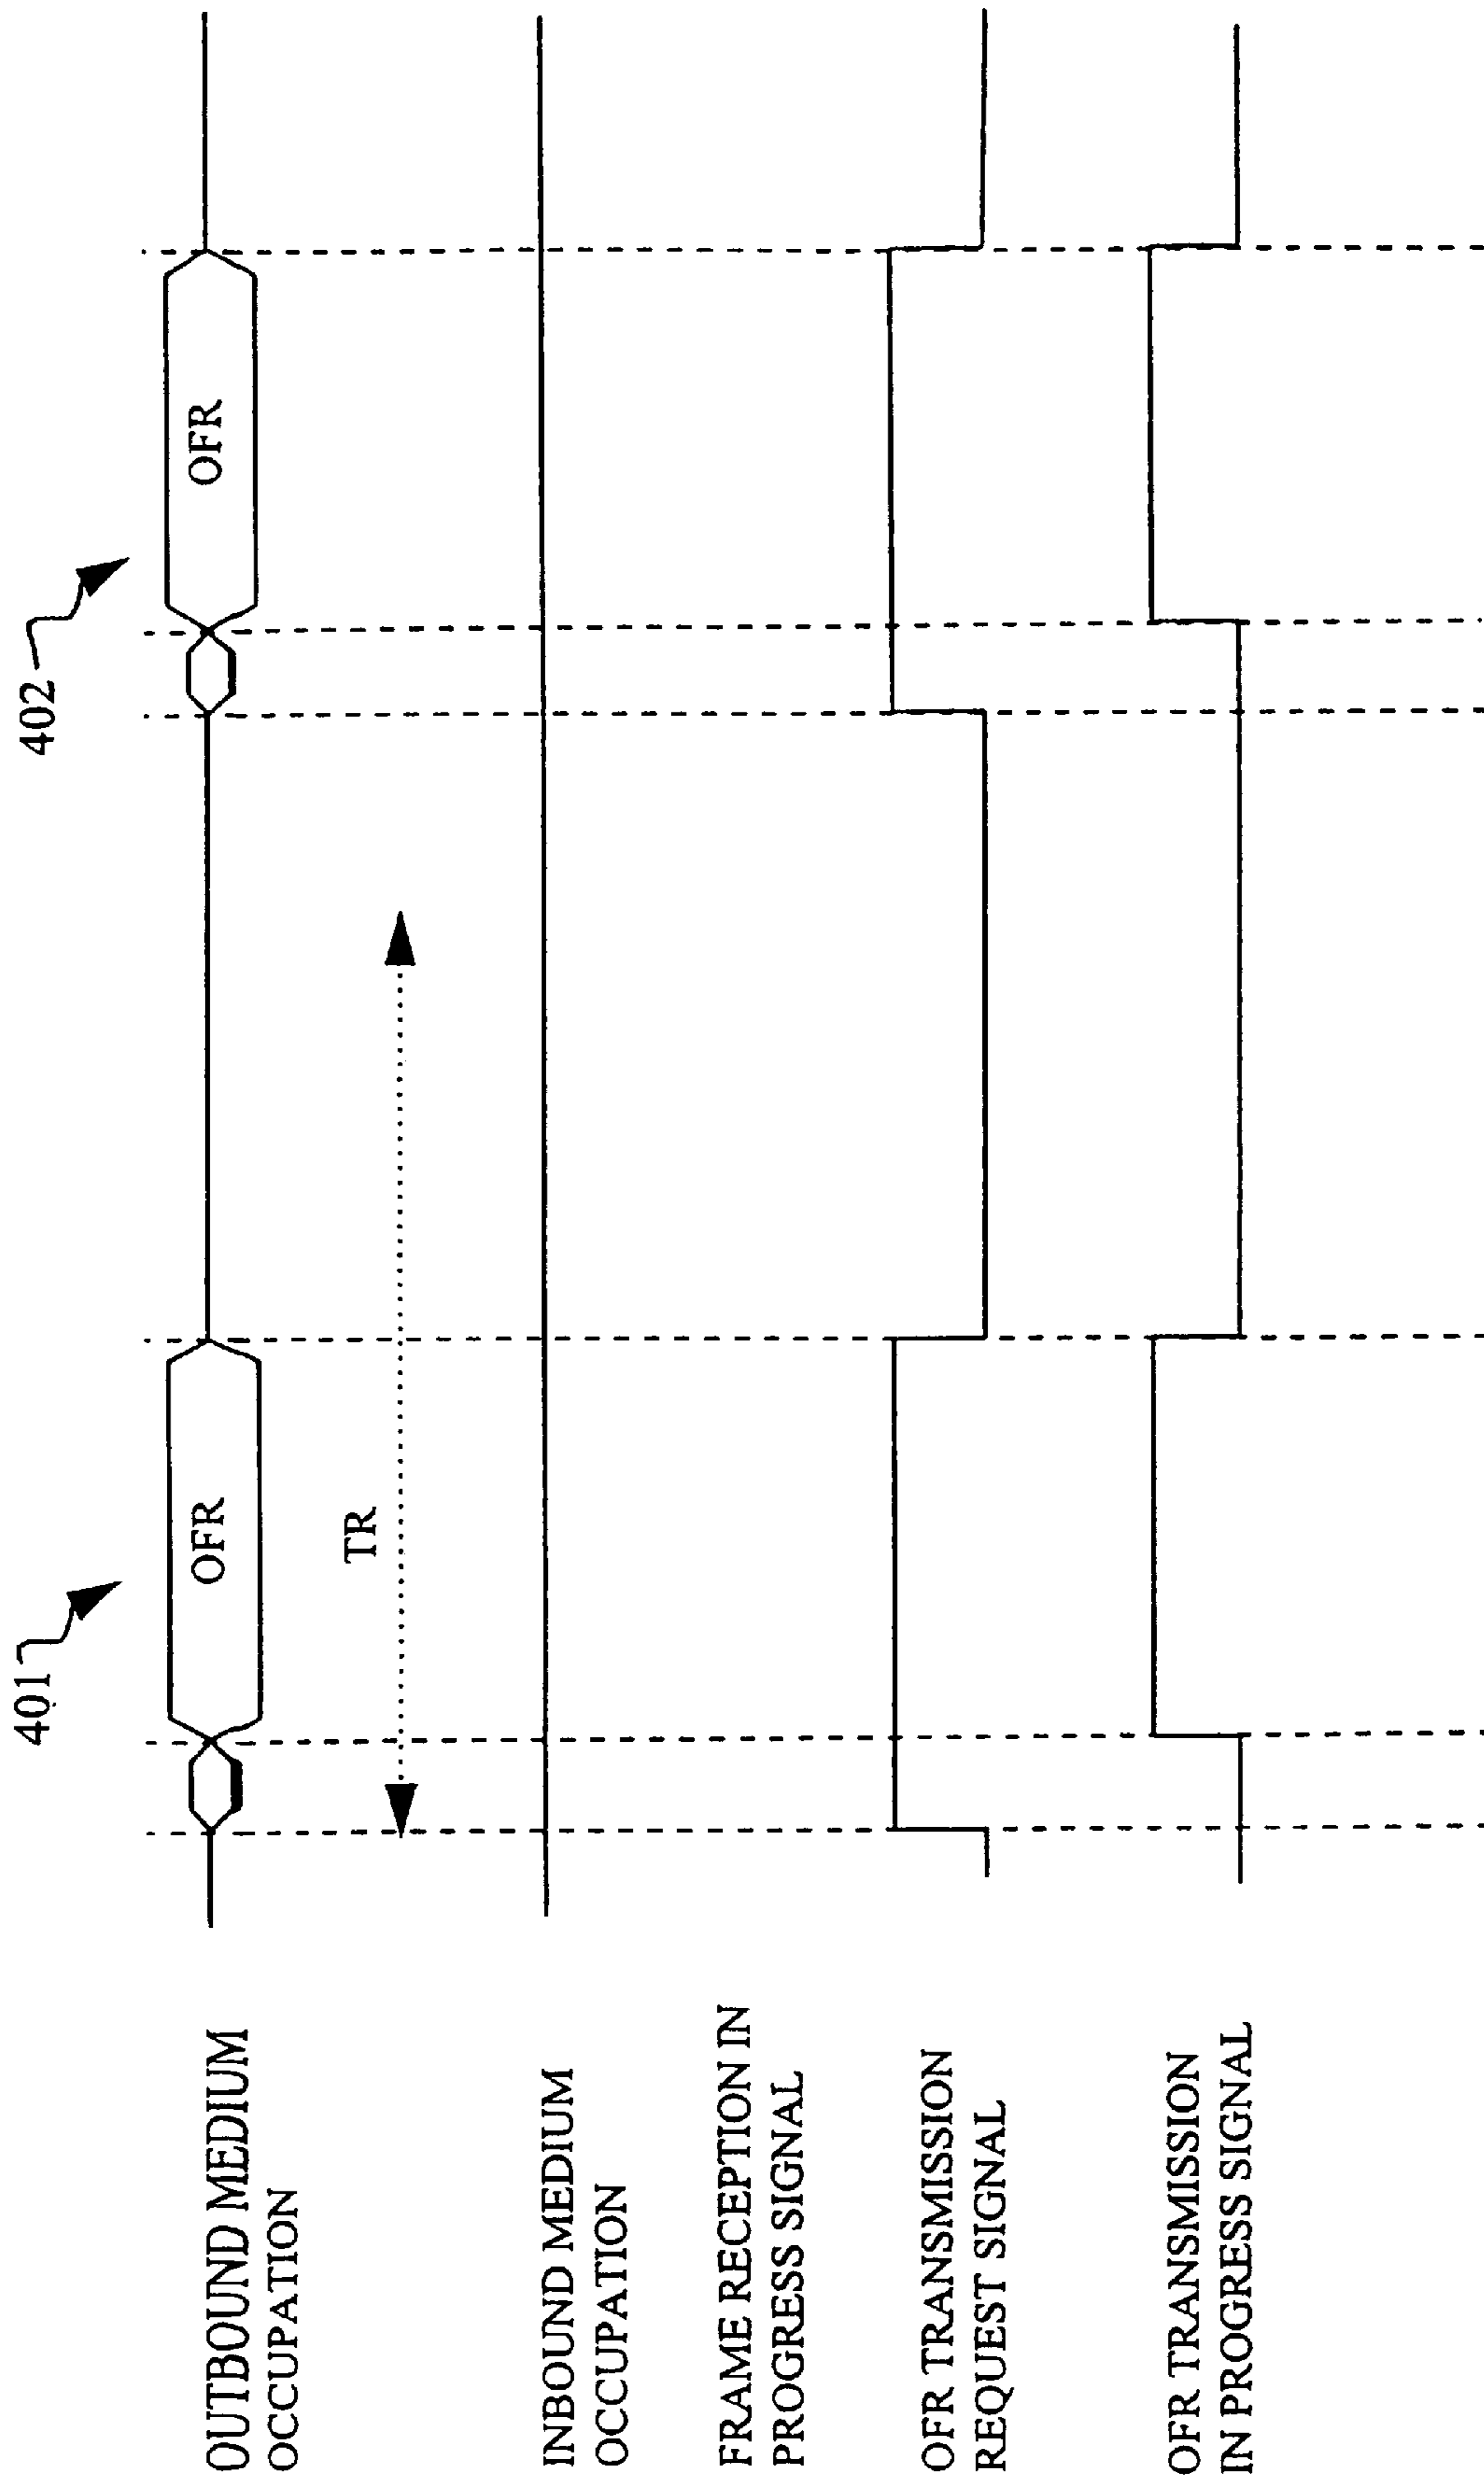 401
402
OUTBOUND MEDIUM
OCCUPATION
OFR
OFR
TR
INBOUND MEDIUM
OCCUPATION
FRAME RECEPTION IN
PROGRESS SIGNAL
OFR TRANSMISSION
REQUEST SIGNAL
OFR TRANSMISSION
IN PROGRESS SIGNAL